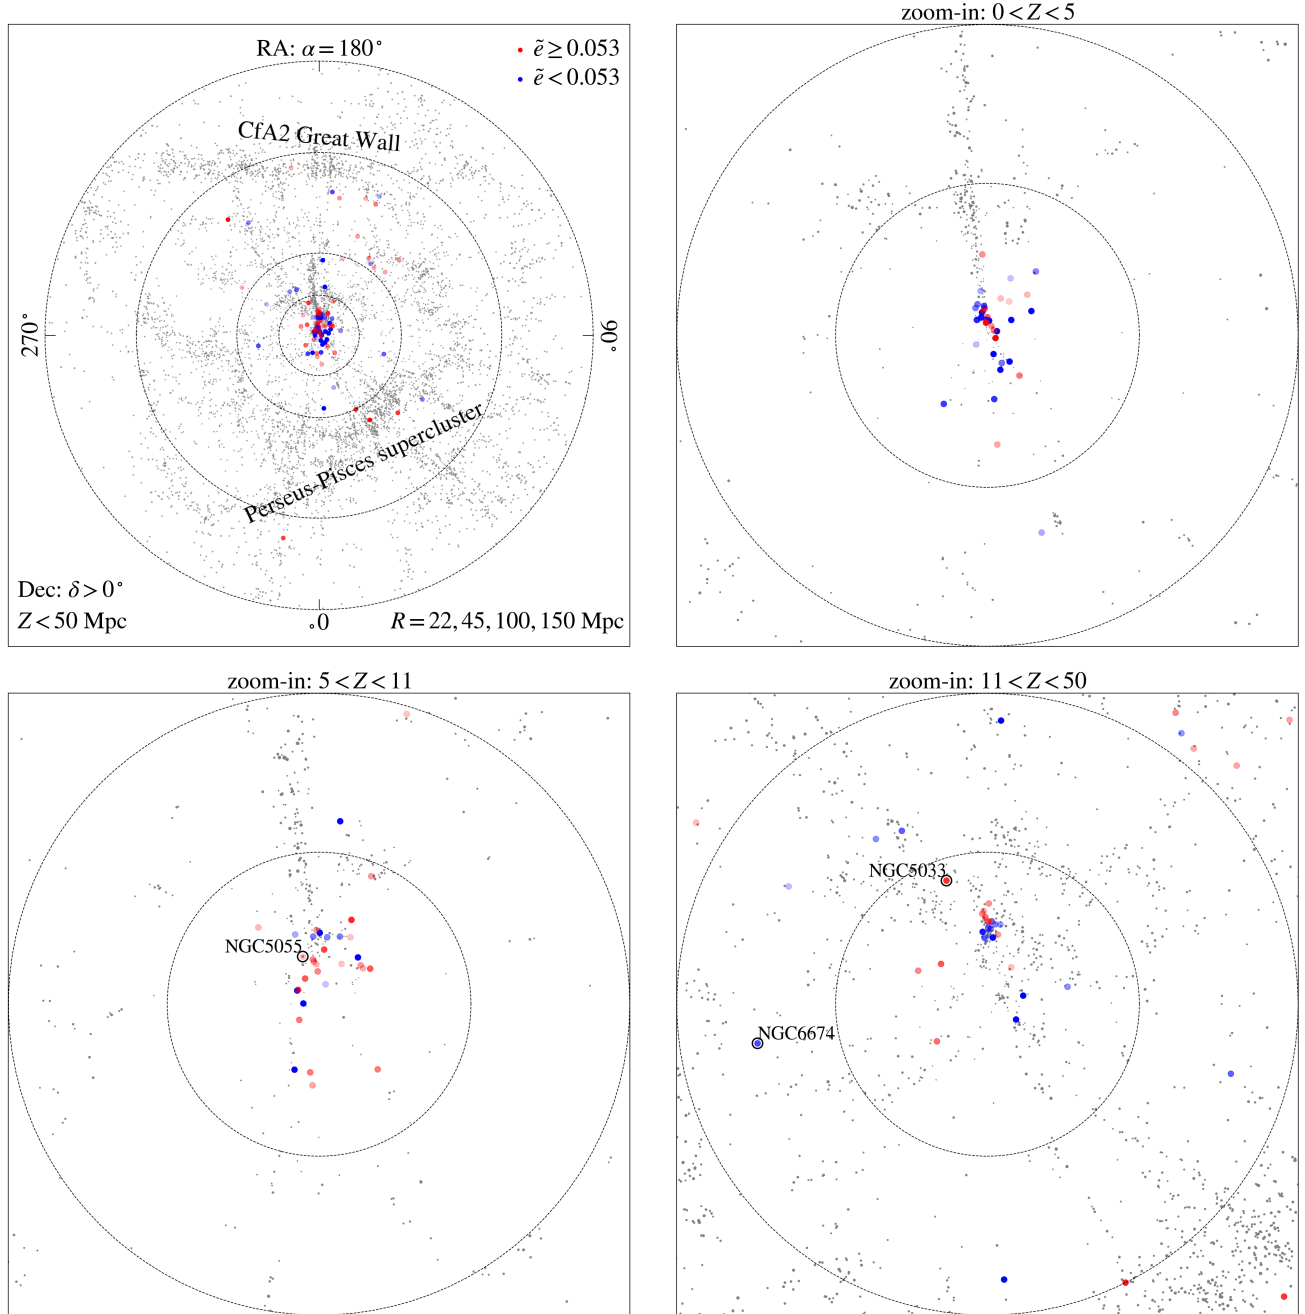 zoom-in: 0 < Z < 5
RA: α = 180°
ẽ ≥ 0.053
ẽ < 0.053
CfA2 Great Wall
270°
90°
Perseus-Pisces supercluster
Dec: δ > 0°
Z < 50 Mpc
0°
R = 22, 45, 100, 150 Mpc
zoom-in: 5 < Z < 11
zoom-in: 11 < Z < 50
NGC5055
NGC5033
NGC6674